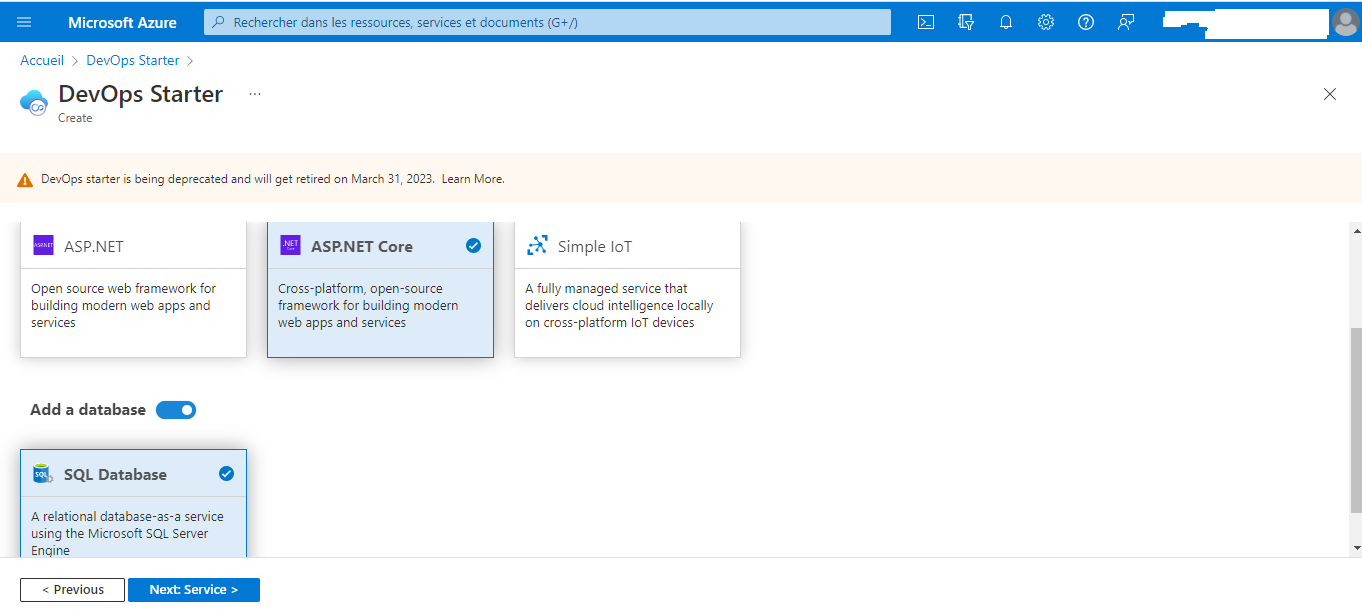 Microsoft Azure
Rechercher dans les ressources, services et documents (G+/)
Accueil > DevOps Starter >
DevOps Starter ...
Create
DevOps starter is being deprecated and will get retired on March 31, 2023. Learn More.
ASP.NET
ASP.NET
Open source web framework for
building modern web apps and
services
.NET
Core
ASP.NET Core
Cross-platform, open-source
framework for building modern
web apps and services
Simple IoT
A fully managed service that
delivers cloud intelligence locally
on cross-platform IoT devices
Add a database
SQL
SQL Database
A relational database-as-a service
using the Microsoft SQL Server
Engine
< Previous
Next: Service >